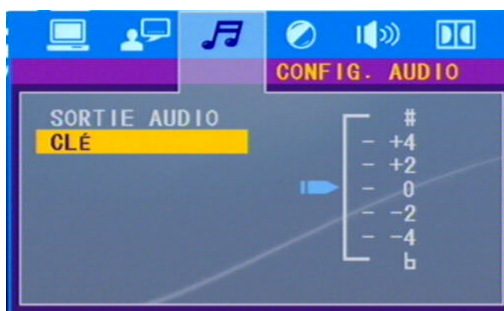 CONFIG. AUDIO
SORTIE AUDIO
CLÉ
#
- +4
- +2
- 0
- -2
- -4
b